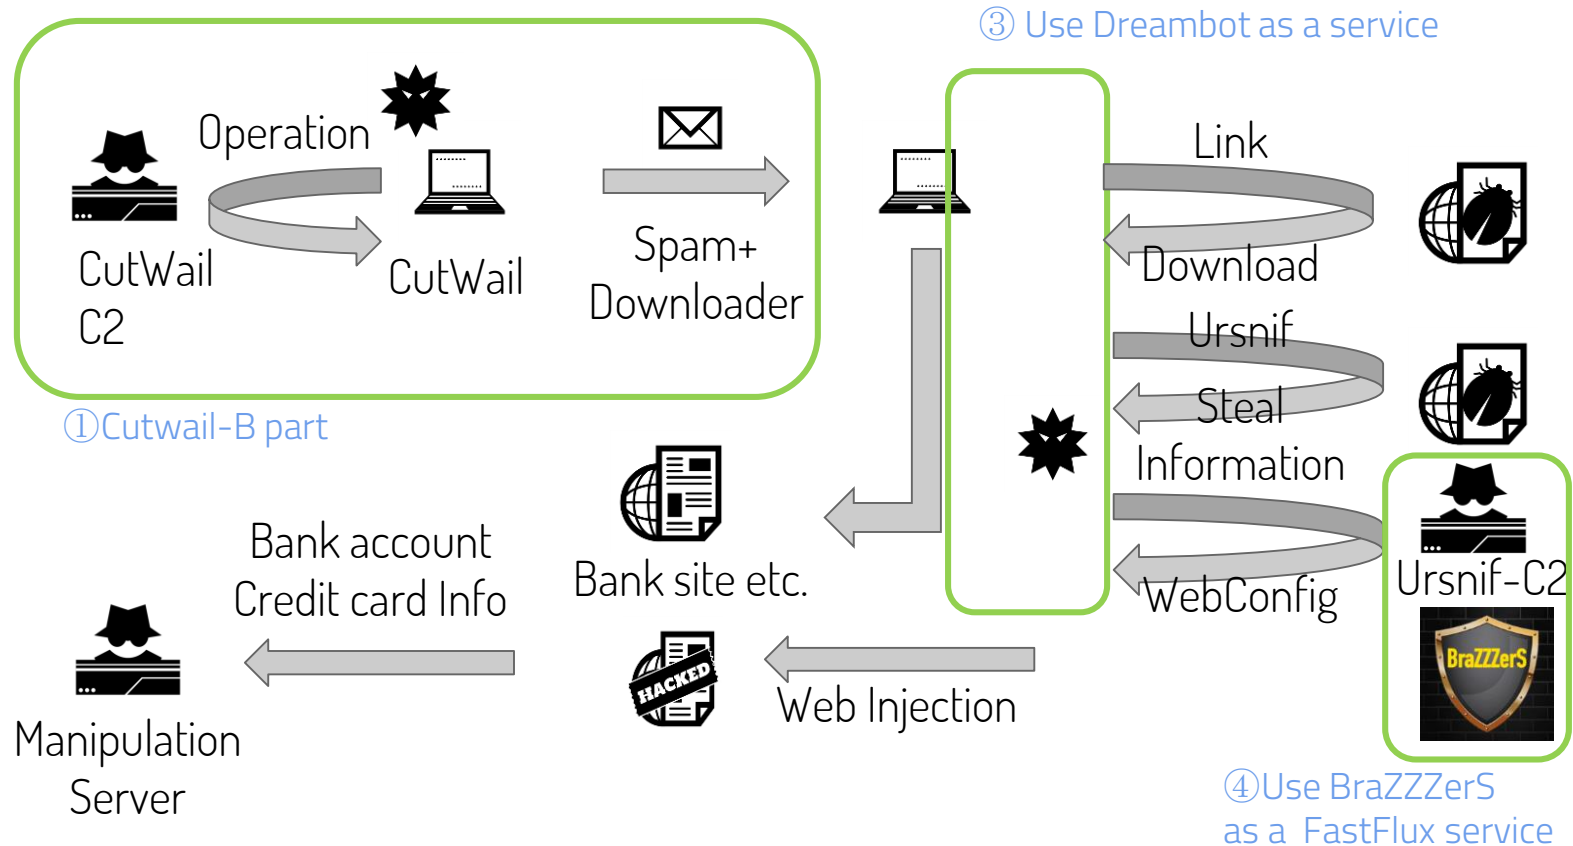 ③ Use Dreambot as a service
Operation
CutWail
C2
CutWail
Spam+
Downloader
①Cutwail-B part
Link
Download
Ursnif
Steal
Information
WebConfig
Ursnif-C2
BraZZZerS
④Use BraZZZerS
as a FastFlux service
Bank site etc.
HACKED
Web Injection
Bank account
Credit card Info
Manipulation
Server